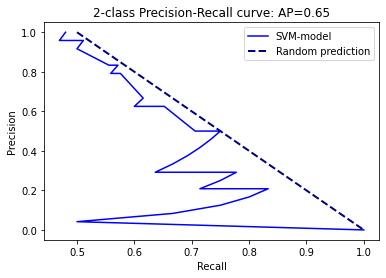 2-class Precision-Recall curve: AP=0.65
SVM-model
Random prediction
Precision
1.0
0.8
0.6
0.4
0.2
0.0
0.5
0.6
0.7
0.8
0.9
1.0
Recall